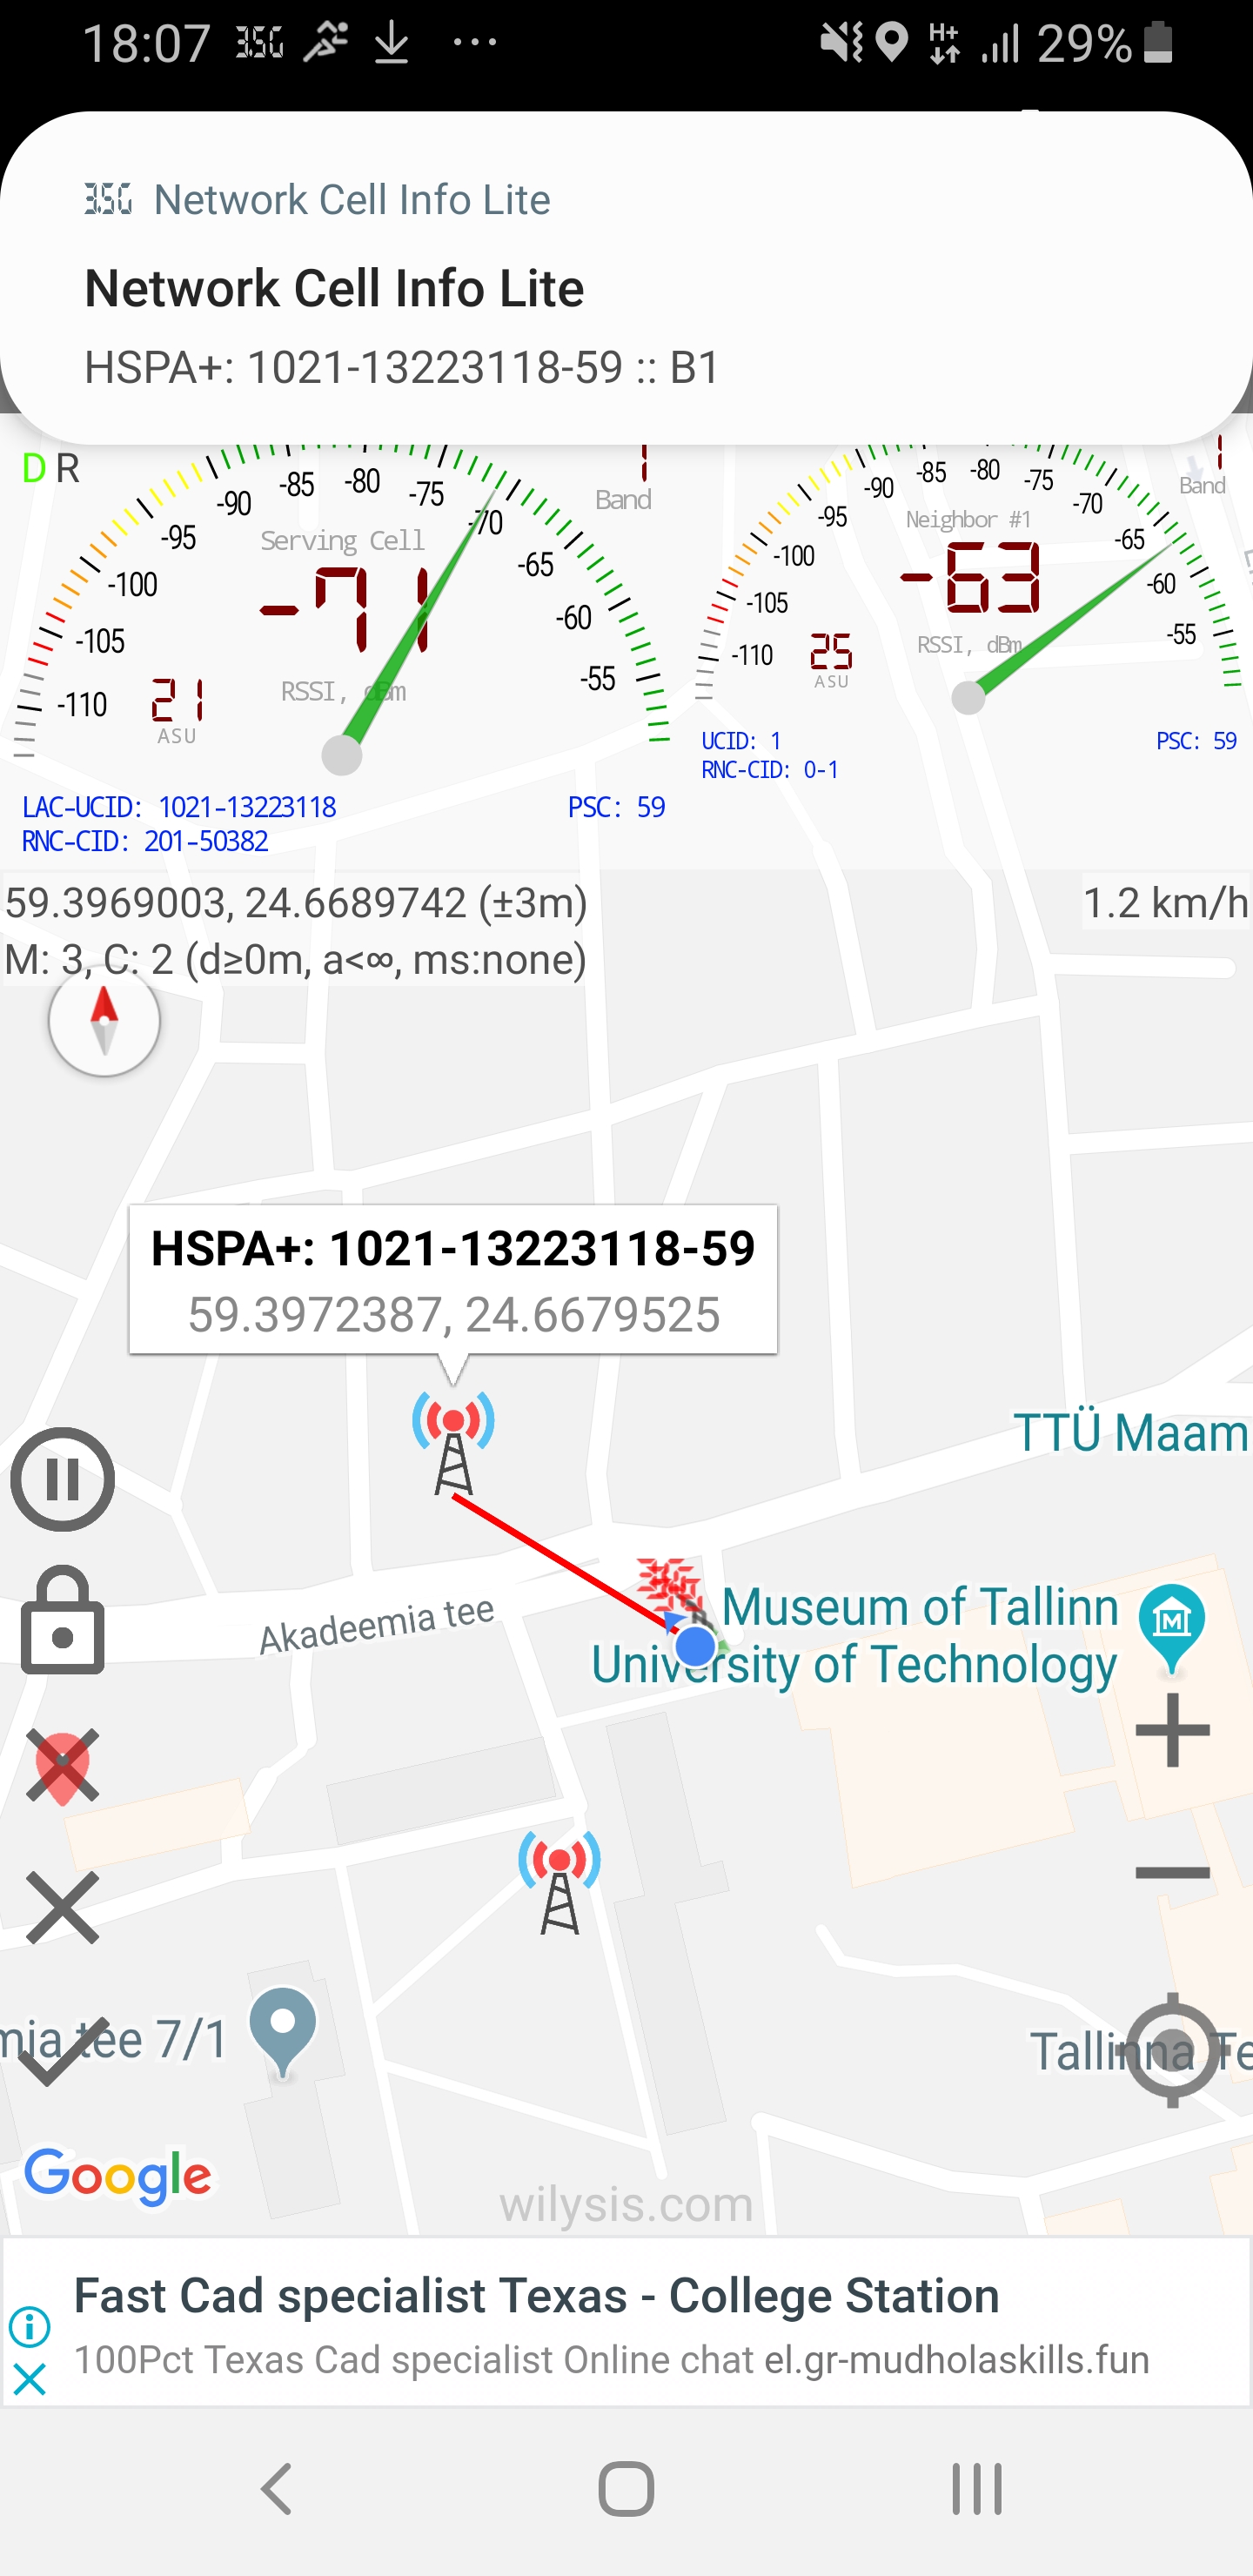 18:07 H+ 29%
Network Cell Info Lite
Network Cell Info Lite
HSPA+: 1021-13223118-59 :: B1
D R
-110 -105 -100 -95 -90 -85 -80 -75 -70 -65 -60 -55
1
Band
Serving Cell
-71
RSSI, dBm
21
ASU
LAC-UCID: 1021-13223118 PSC: 59
RNC-CID: 201-50382
-110 -105 -100 -95 -90 -85 -80 -75 -70 -65 -60 -55
1
Band
Neighbor #1
-63
RSSI, dBm
25
ASU
UCID: 1 PSC: 59
RNC-CID: 0-1
59.3969003, 24.6689742 (±3m) 1.2 km/h
M: 3, C: 2 (d≥0m, a<∞, ms:none)
HSPA+: 1021-13223118-59
59.3972387, 24.6679525
TTÜ Maam
Akadeemia tee
Museum of Tallinn
University of Technology
mia tee 7/1
Tallinna Te
Google
wilysis.com
Fast Cad specialist Texas - College Station
100Pct Texas Cad specialist Online chat el.gr-mudholaskills.fun